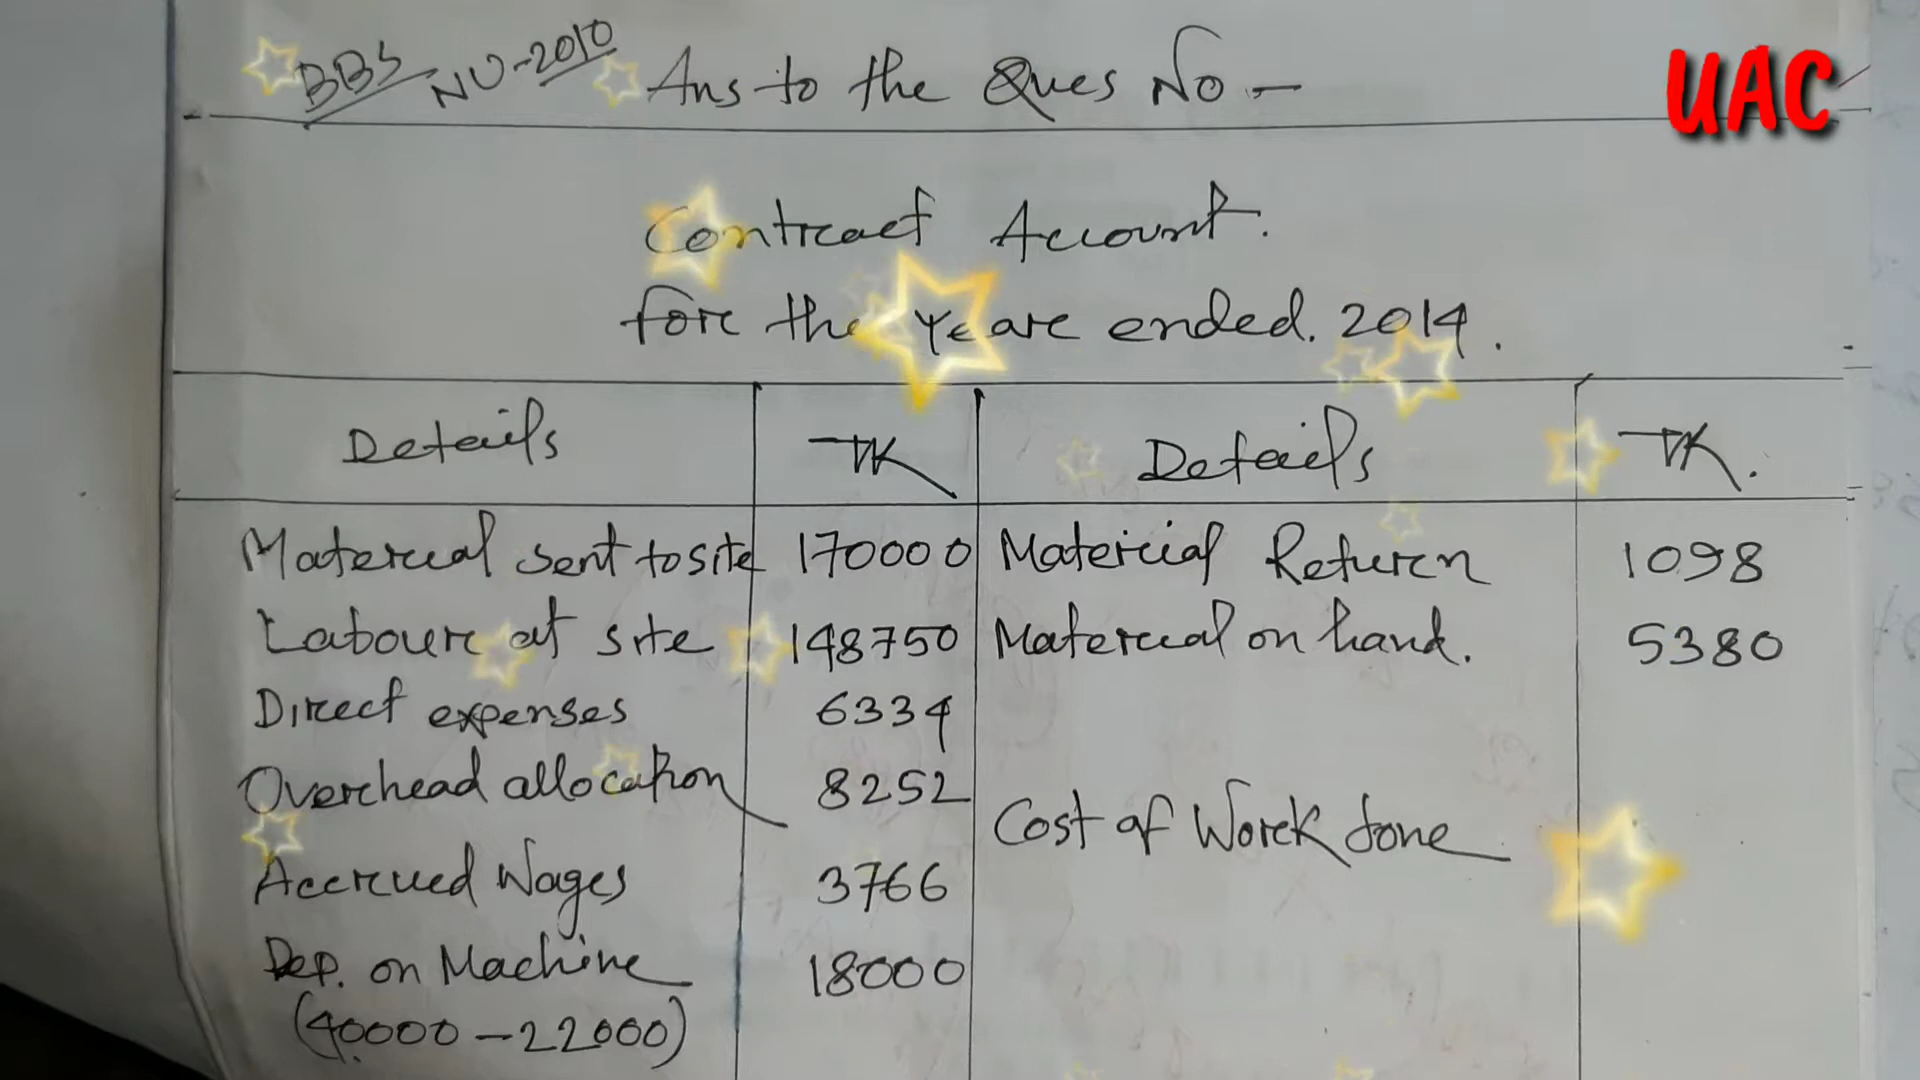 BBS NU-2010 Ans to the Ques No - UAC
Contract Account.
for the Year ended. 2014.
Details TK Details TK.
Material sent to site 170000 Material Return 1098
Labour at site 148750 Material on hand. 5380
Direct expenses 6334
Overhead allocation 8252
Cost of Work done
Accrued Wages 3766
Dep. on Machine 18000
(40000-22000)